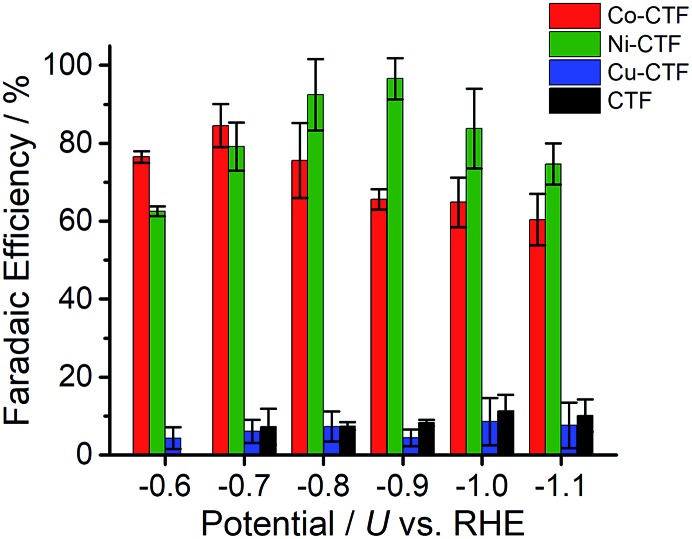 Co-CTF
Ni-CTF
Cu-CTF
CTF
Faradaic Efficiency / %
100
80
60
40
20
0
-0.6 -0.7 -0.8 -0.9 -1.0 -1.1
Potential / U vs. RHE